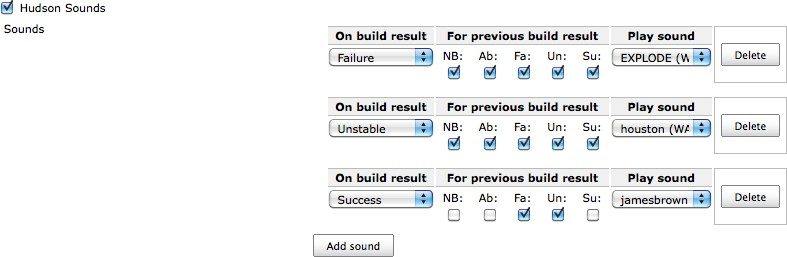 Hudson Sounds
Sounds
On build result For previous build result Play sound
Failure NB: Ab: Fa: Un: Su: EXPLODE (W Delete
On build result For previous build result Play sound
Unstable NB: Ab: Fa: Un: Su: houston (WA Delete
On build result For previous build result Play sound
Success NB: Ab: Fa: Un: Su: jamesbrown Delete
Add sound